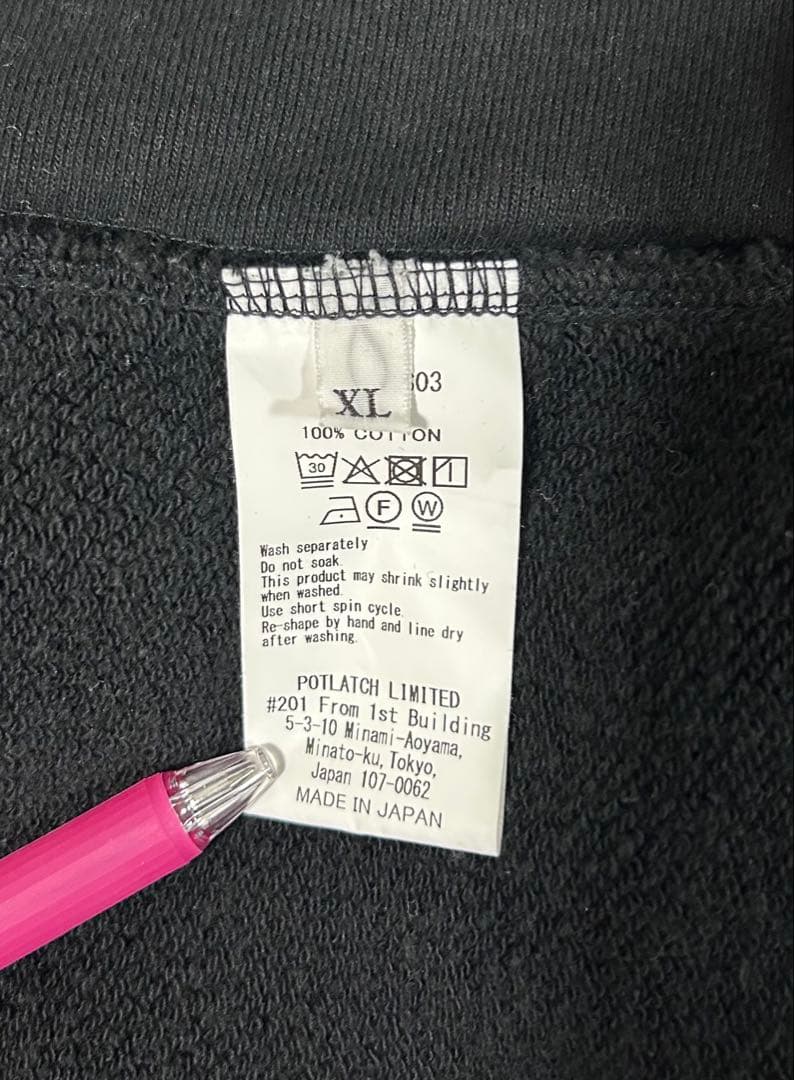 03
XL
100% COTTON
30
F W
Wash separately
Do not soak.
This product may shrink slightly
when washed.
Use short spin cycle.
Re-shape by hand and line dry
after washing.
POTLATCH LIMITED
#201 From 1st Building
5-3-10 Minami-Aoyama,
Minato-ku, Tokyo,
Japan 107-0062
MADE IN JAPAN